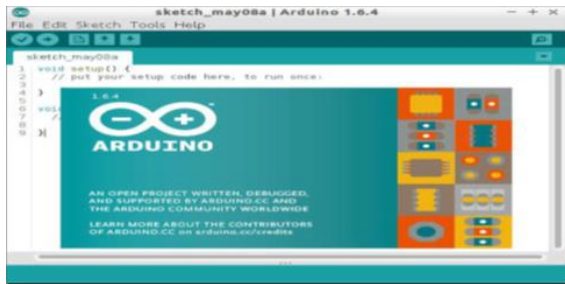 sketch_may08a | Arduino 1.6.4
File Edit Sketch Tools Help
sketch_may08a
1 void setup() {
2 // put your setup code here, to run once:
3
4 }
5
6 void
7 //
8
9 }
1.6.4
ARDUINO
AN OPEN PROJECT WRITTEN, DEBUGGED,
AND SUPPORTED BY ARDUINO.CC AND
THE ARDUINO COMMUNITY WORLDWIDE
LEARN MORE ABOUT THE CONTRIBUTORS
OF ARDUINO.CC on arduino.cc/credits